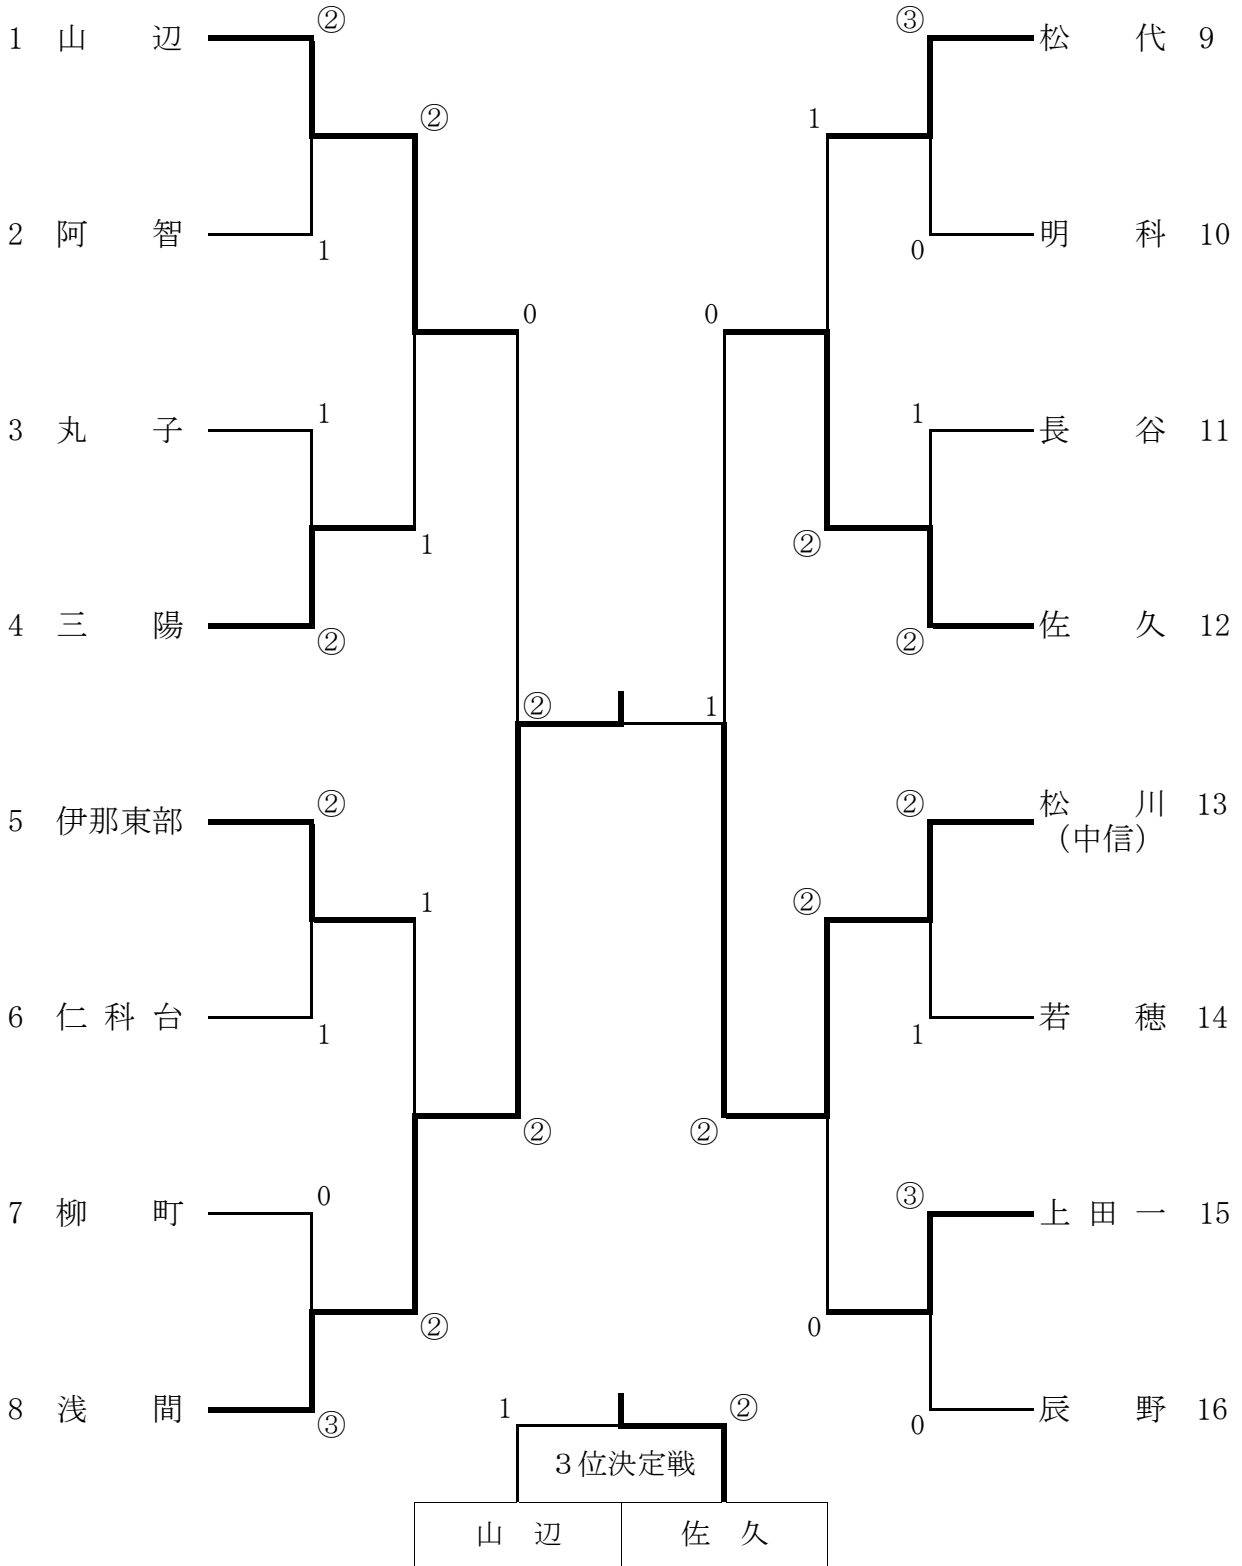 ②
③
1 山 辺
松 代 9
②
1
2 阿 智
明 科 10
1
0
0
0
3 丸 子
1
1
長 谷 11
1
②
4 三 陽
佐 久 12
②
②
②
1
5 伊那東部
②
②
松 川 13
(中信)
1
②
6 仁 科 台
若 穂 14
1
1
②
②
7 柳 町
0
③
上 田 一 15
②
0
8 浅 間
辰 野 16
③
0
1
②
3位決定戦
山 辺
佐 久